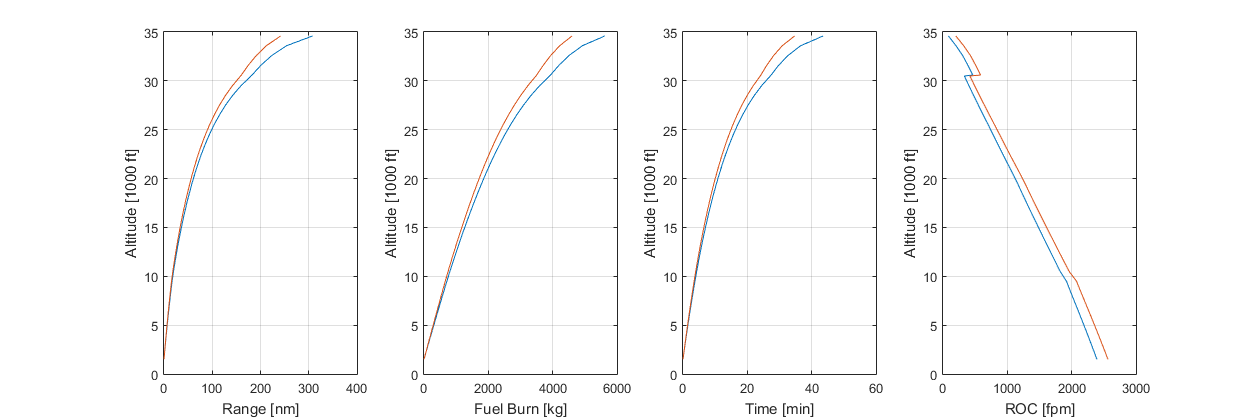 35
30
25
20
15
10
5
0
Altitude [1000 ft]
0 100 200 300 400
Range [nm]
35
30
25
20
15
10
5
0
Altitude [1000 ft]
0 2000 4000 6000
Fuel Burn [kg]
35
30
25
20
15
10
5
0
Altitude [1000 ft]
0 20 40 60
Time [min]
35
30
25
20
15
10
5
0
Altitude [1000 ft]
0 1000 2000 3000
ROC [fpm]